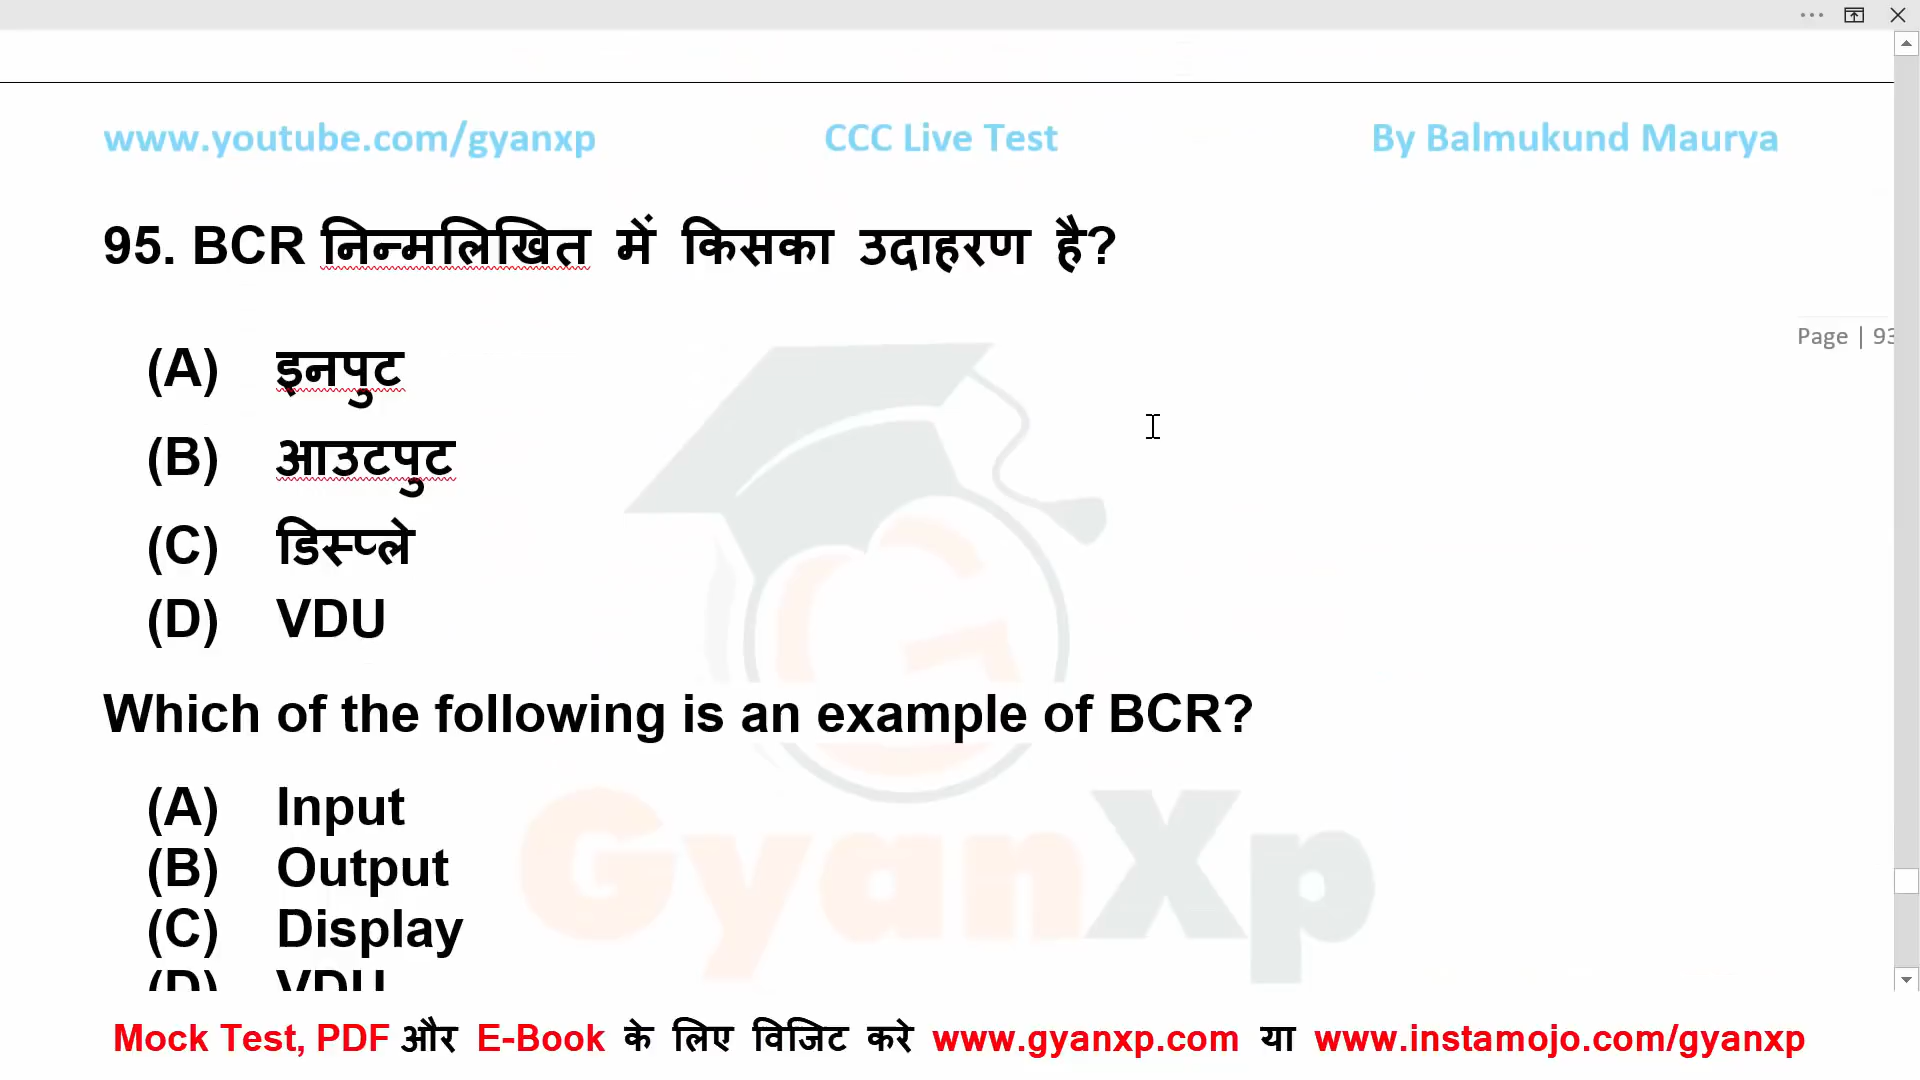 www.youtube.com/gyanxp CCC Live Test By Balmukund Maurya
95. BCR निन्मलिखित में किसका उदाहरण है?
Page | 93
(A) इनपुट
(B) आउटपुट
(C) डिस्प्ले
(D) VDU
Which of the following is an example of BCR?
(A) Input
(B) Output
(C) Display
(D) VDU
GyanXp
Mock Test, PDF और E-Book के लिए विजिट करे www.gyanxp.com या www.instamojo.com/gyanxp